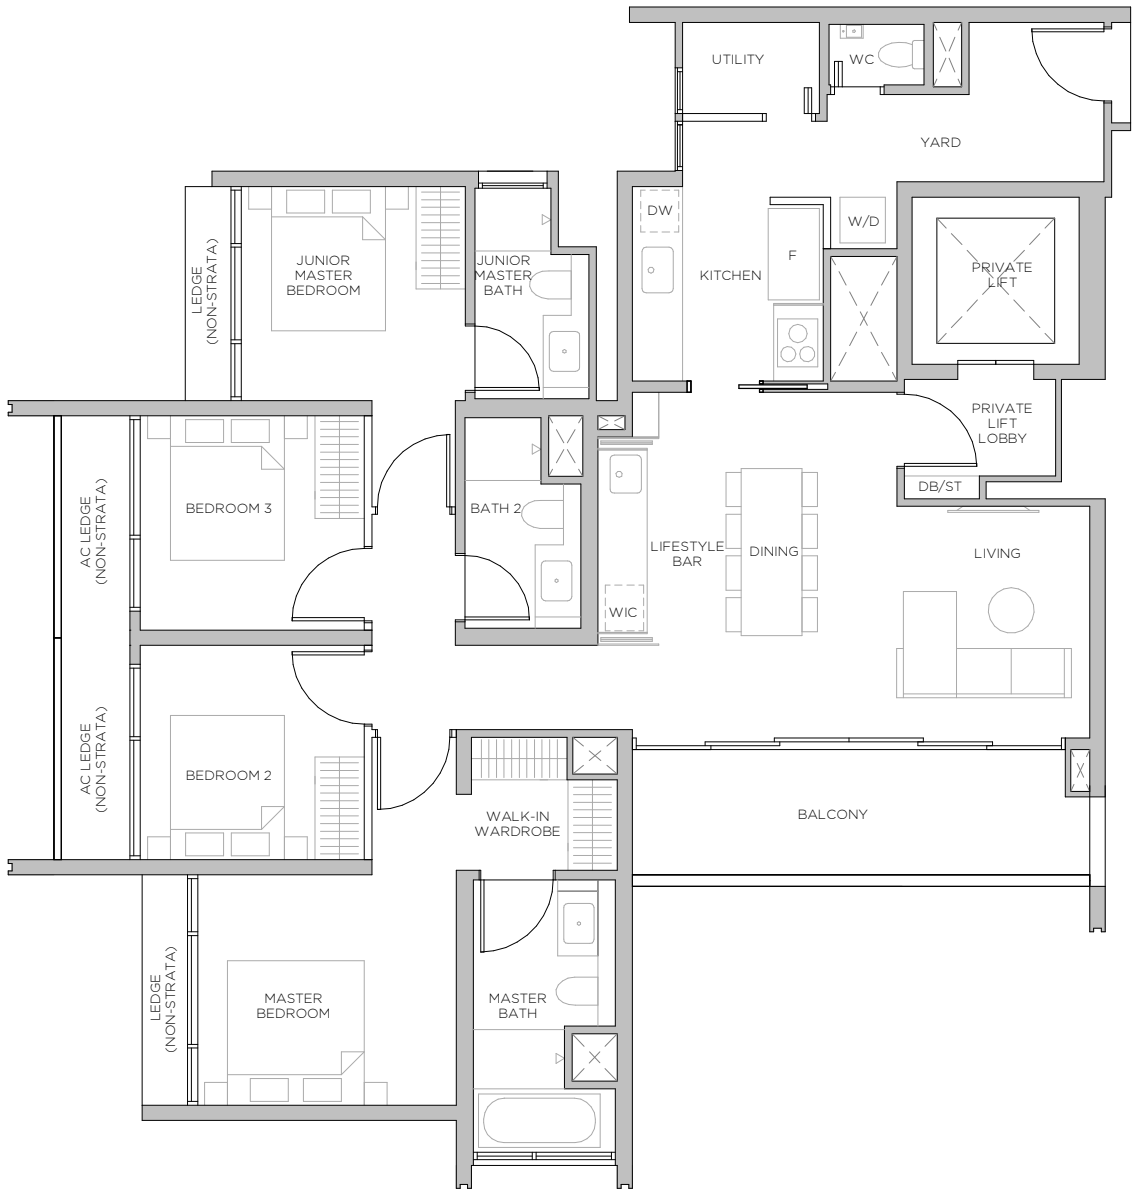 UTILITY
WC
YARD
DW
W/D
F
KITCHEN
PRIVATE
LIFT
JUNIOR
MASTER
BEDROOM
JUNIOR
MASTER
BATH
LEDGE
(NON-STRATA)
PRIVATE
LIFT
LOBBY
DB/ST
BEDROOM 3
BATH 2
AC LEDGE
(NON-STRATA)
LIFESTYLE
BAR
DINING
LIVING
WIC
AC LEDGE
(NON-STRATA)
BEDROOM 2
WALK-IN
WARDROBE
BALCONY
LEDGE
(NON-STRATA)
MASTER
BEDROOM
MASTER
BATH